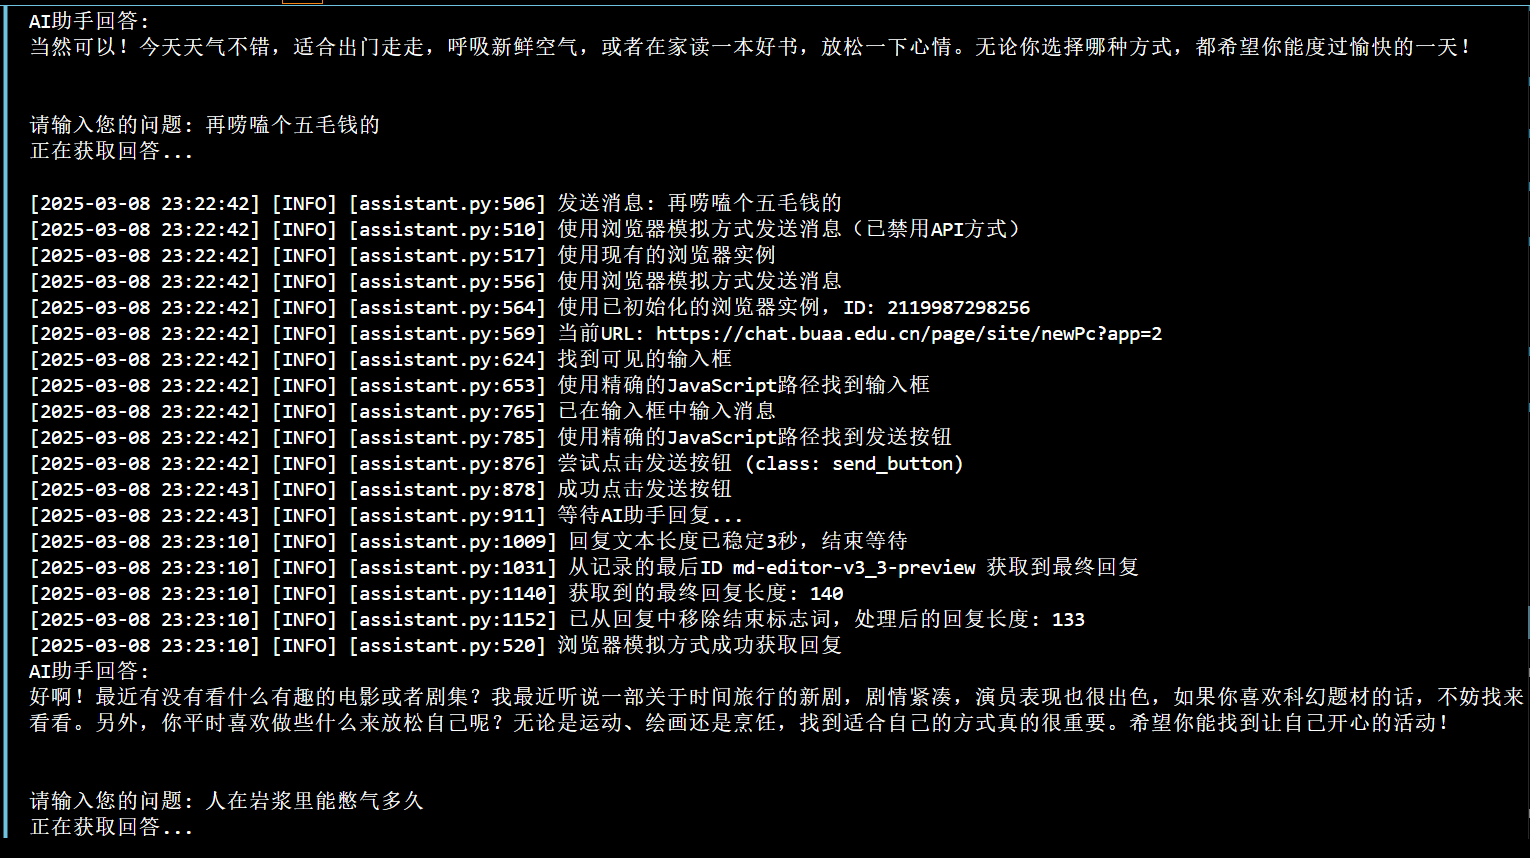 AI助手回答:
当然可以！今天天气不错，适合出门走走，呼吸新鲜空气，或者在家读一本好书，放松一下心情。无论你选择哪种方式，都希望你能度过愉快的一天！
请输入您的问题: 再唠嗑个五毛钱的
正在获取回答...
[2025-03-08 23:22:42] [INFO] [assistant.py:506] 发送消息: 再唠嗑个五毛钱的
[2025-03-08 23:22:42] [INFO] [assistant.py:510] 使用浏览器模拟方式发送消息（已禁用API方式）
[2025-03-08 23:22:42] [INFO] [assistant.py:517] 使用现有的浏览器实例
[2025-03-08 23:22:42] [INFO] [assistant.py:556] 使用浏览器模拟方式发送消息
[2025-03-08 23:22:42] [INFO] [assistant.py:564] 使用已初始化的浏览器实例，ID: 2119987298256
[2025-03-08 23:22:42] [INFO] [assistant.py:569] 当前URL: https://chat.buaa.edu.cn/page/site/newPc?app=2
[2025-03-08 23:22:42] [INFO] [assistant.py:624] 找到可见的输入框
[2025-03-08 23:22:42] [INFO] [assistant.py:653] 使用精确的JavaScript路径找到输入框
[2025-03-08 23:22:42] [INFO] [assistant.py:765] 已在输入框中输入消息
[2025-03-08 23:22:42] [INFO] [assistant.py:785] 使用精确的JavaScript路径找到发送按钮
[2025-03-08 23:22:42] [INFO] [assistant.py:876] 尝试点击发送按钮 (class: send_button)
[2025-03-08 23:22:43] [INFO] [assistant.py:878] 成功点击发送按钮
[2025-03-08 23:22:43] [INFO] [assistant.py:911] 等待AI助手回复...
[2025-03-08 23:23:10] [INFO] [assistant.py:1009] 回复文本长度已稳定3秒，结束等待
[2025-03-08 23:23:10] [INFO] [assistant.py:1031] 从记录的最后ID md-editor-v3_3-preview 获取到最终回复
[2025-03-08 23:23:10] [INFO] [assistant.py:1140] 获取到的最终回复长度: 140
[2025-03-08 23:23:10] [INFO] [assistant.py:1152] 已从回复中移除结束标志词，处理后的回复长度: 133
[2025-03-08 23:23:10] [INFO] [assistant.py:520] 浏览器模拟方式成功获取回复
AI助手回答:
好啊！最近有没有看什么有趣的电影或者剧集？我最近听说一部关于时间旅行的新剧，剧情紧凑，演员表现也很出色，如果你喜欢科幻题材的话，不妨找来
看看。另外，你平时喜欢做些什么来放松自己呢？无论是运动、绘画还是烹饪，找到适合自己的方式真的很重要。希望你能找到让自己开心的活动！
请输入您的问题: 人在岩浆里能憋气多久
正在获取回答...